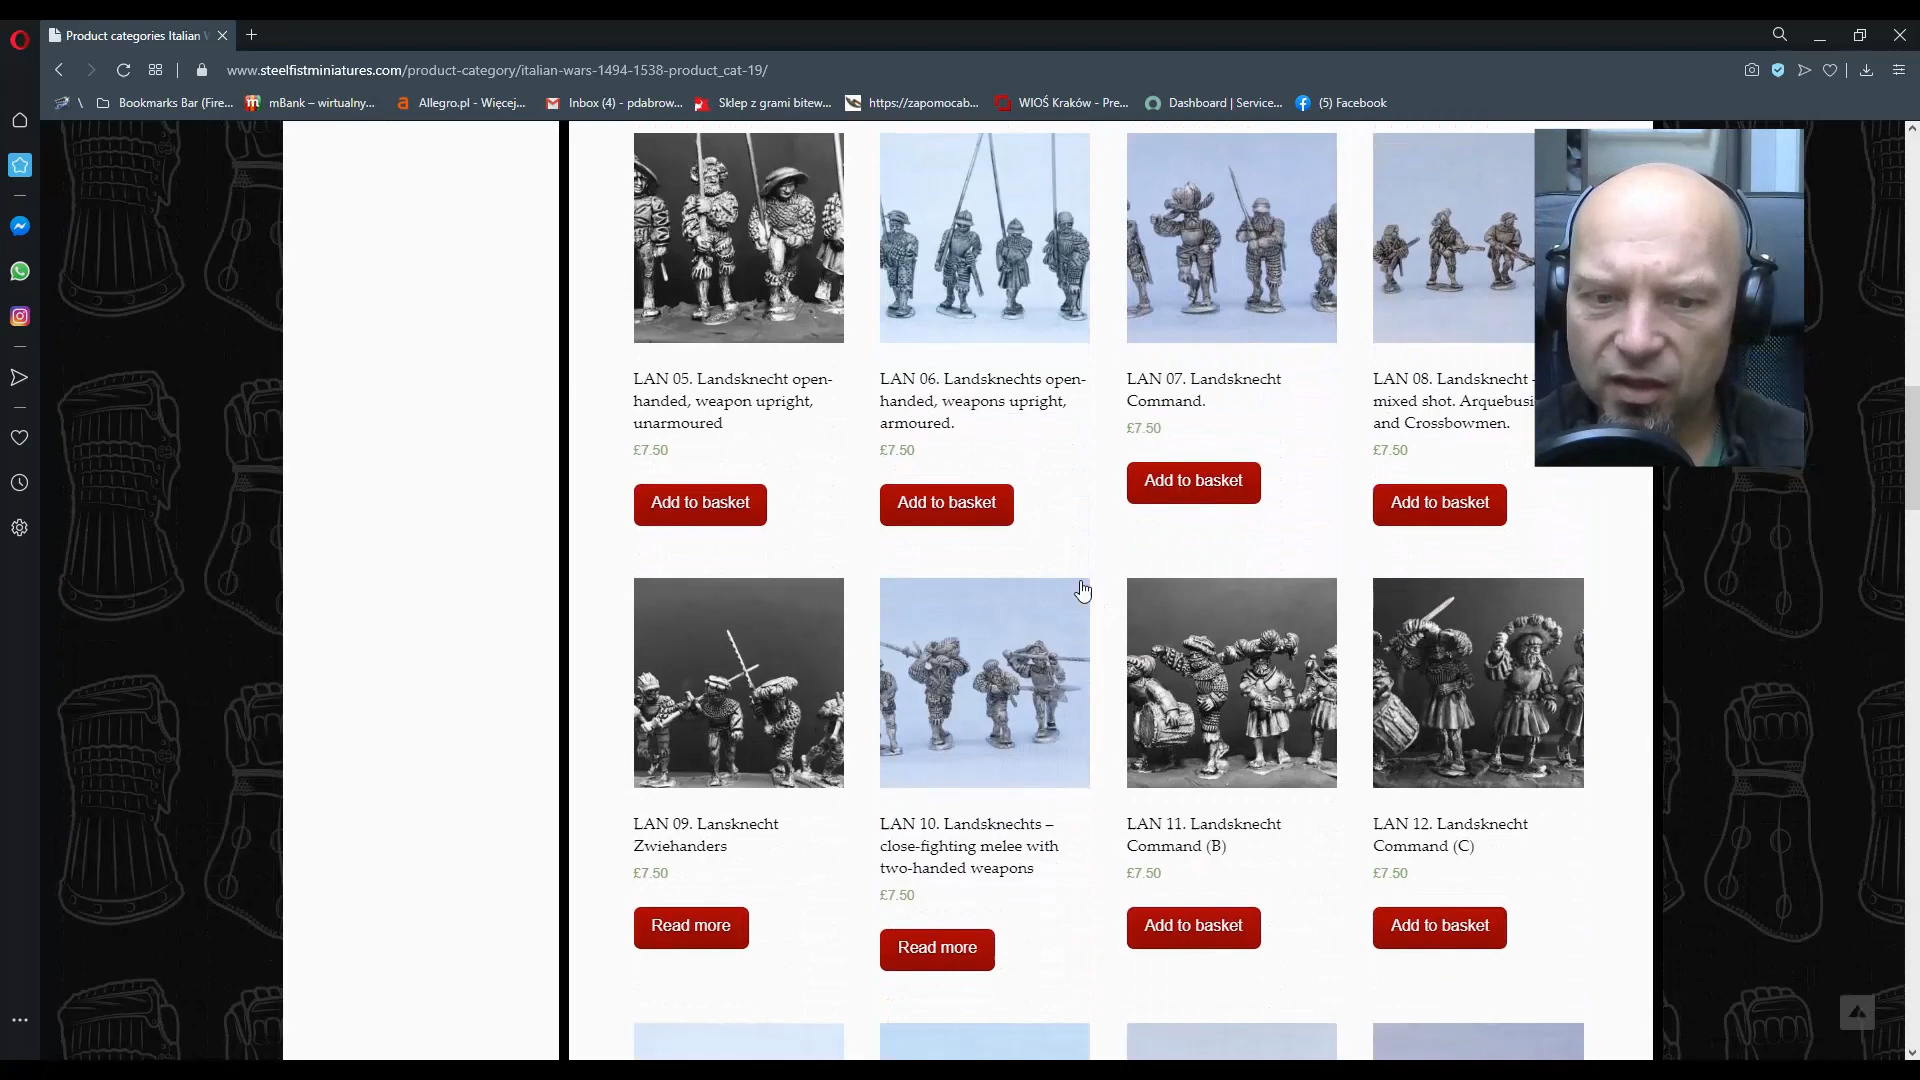 Product categories Italian W
www.steelfistminiatures.com/product-category/italian-wars-1494-1538-product_cat-19/
\ Bookmarks Bar (Fire... mBank – wirtualny... Allegro.pl - Więcej... Inbox (4) - pdabrow... Sklep z grami bitew... https://zapomocab... WIOŚ Kraków - Pre... Dashboard | Service... (5) Facebook
LAN 05. Landsknecht open-
handed, weapon upright,
unarmoured
£7.50
Add to basket
LAN 06. Landsknechts open-
handed, weapons upright,
armoured.
£7.50
Add to basket
LAN 07. Landsknecht
Command.
£7.50
Add to basket
LAN 08. Landsknecht -
mixed shot. Arquebusi
and Crossbowmen.
£7.50
Add to basket
LAN 09. Lansknecht
Zwiehanders
£7.50
Read more
LAN 10. Landsknechts –
close-fighting melee with
two-handed weapons
£7.50
Read more
LAN 11. Landsknecht
Command (B)
£7.50
Add to basket
LAN 12. Landsknecht
Command (C)
£7.50
Add to basket